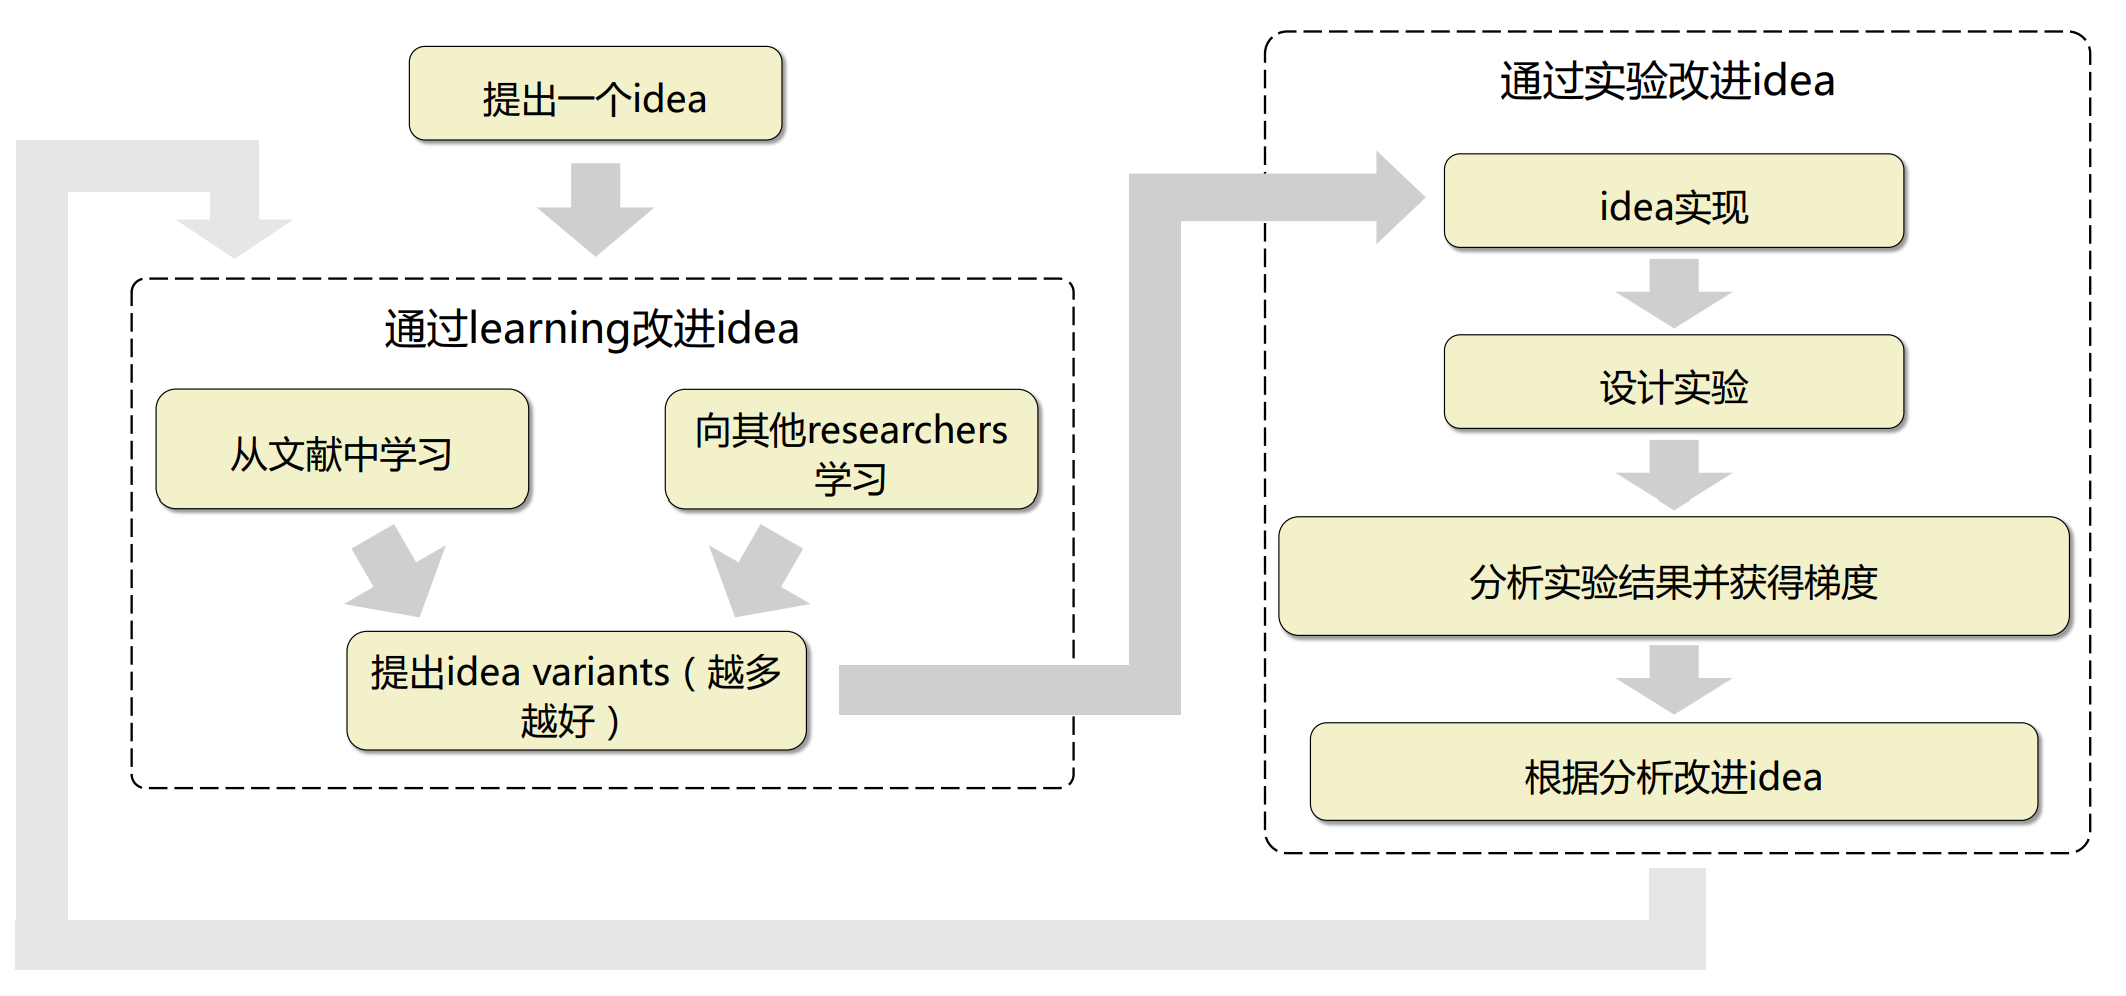 提出一个idea
通过learning改进idea
从文献中学习
向其他researchers
学习
提出idea variants（越多
越好）
通过实验改进idea
idea实现
设计实验
分析实验结果并获得梯度
根据分析改进idea